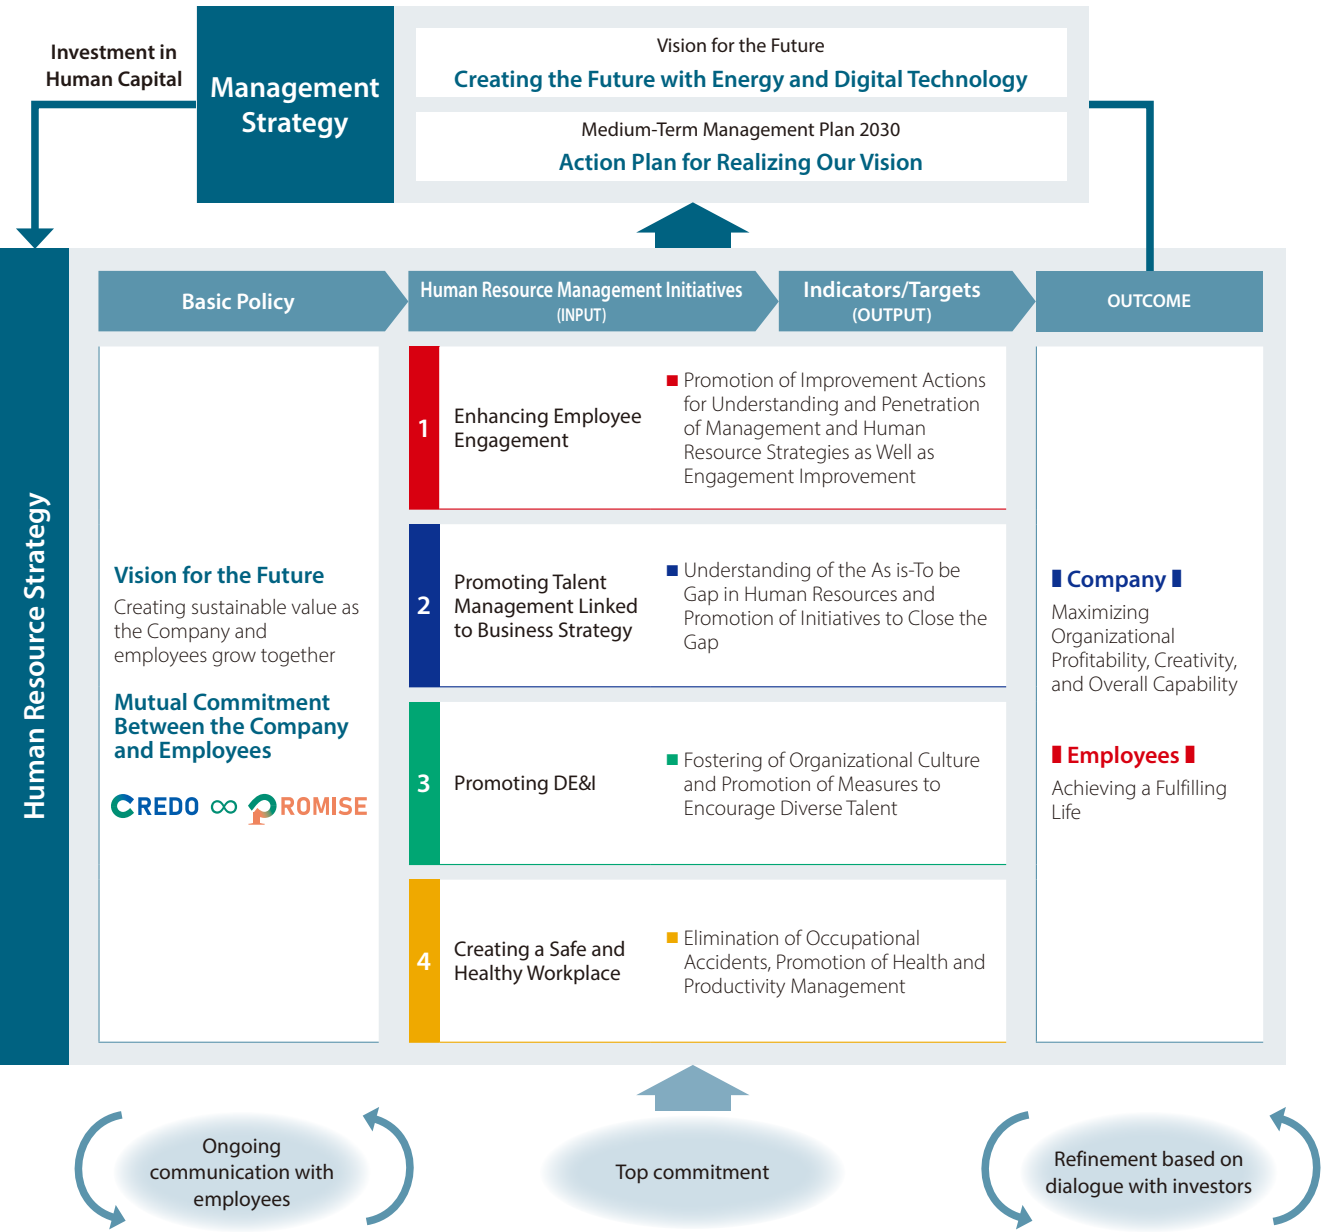 Investment in
Human Capital
Management
Strategy
Vision for the Future
Creating the Future with Energy and Digital Technology
Medium-Term Management Plan 2030
Action Plan for Realizing Our Vision
Human Resource Strategy
Basic Policy
Human Resource Management Initiatives
(INPUT)
Indicators/Targets
(OUTPUT)
OUTCOME
Vision for the Future
Creating sustainable value as
the Company and
employees grow together
Mutual Commitment
Between the Company
and Employees
CREDO ∞ PROMISE
1
Enhancing Employee
Engagement
■ Promotion of Improvement Actions
for Understanding and Penetration
of Management and Human
Resource Strategies as Well as
Engagement Improvement
2
Promoting Talent
Management Linked
to Business Strategy
■ Understanding of the As is-To be
Gap in Human Resources and
Promotion of Initiatives to Close the
Gap
3
Promoting DE&I
■ Fostering of Organizational Culture
and Promotion of Measures to
Encourage Diverse Talent
4
Creating a Safe and
Healthy Workplace
■ Elimination of Occupational
Accidents, Promotion of Health and
Productivity Management
Company
Maximizing
Organizational
Profitability, Creativity,
and Overall Capability
Employees
Achieving a Fulfilling
Life
Ongoing
communication with
employees
Top commitment
Refinement based on
dialogue with investors